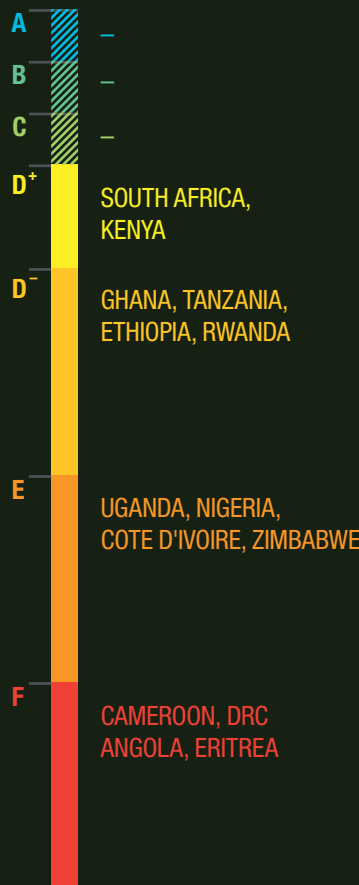 A –
B –
C –
D+ SOUTH AFRICA,
KENYA
D- GHANA, TANZANIA,
ETHIOPIA, RWANDA
E UGANDA, NIGERIA,
COTE D'IVOIRE, ZIMBABWE
F CAMEROON, DRC
ANGOLA, ERITREA